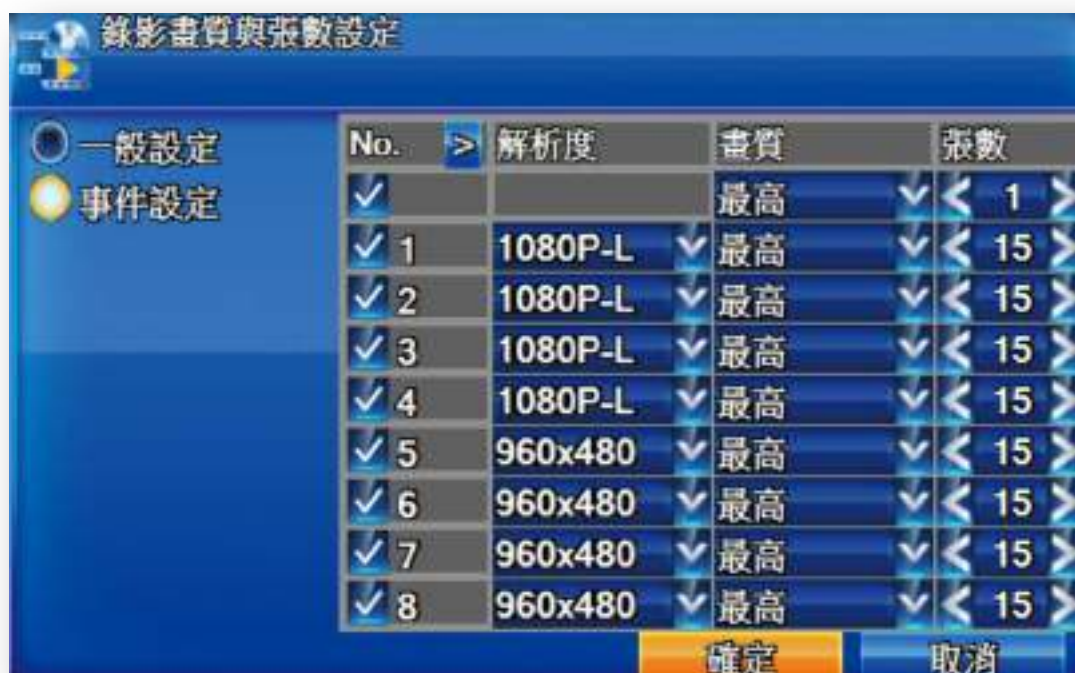 錄影畫質與張數設定
一般設定
事件設定
No. > 解析度 畫質 張數
最高 1
1 1080P-L 最高 15
2 1080P-L 最高 15
3 1080P-L 最高 15
4 1080P-L 最高 15
5 960x480 最高 15
6 960x480 最高 15
7 960x480 最高 15
8 960x480 最高 15
確定 取消